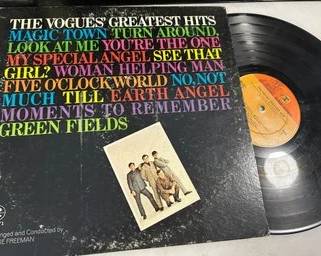 THE VOGUES' GREATEST HITS
MAGIC TOWN TURN AROUND,
LOOK AT ME YOU'RE THE ONE
MY SPECIAL ANGEL SEE THAT
GIRL? WOMAN HELPING MAN
FIVE O'CLOCK WORLD NO, NOT
MUCH TILL EARTH ANGEL
MOMENTS TO REMEMBER
GREEN FIELDS
and Conducted by
FREEMAN